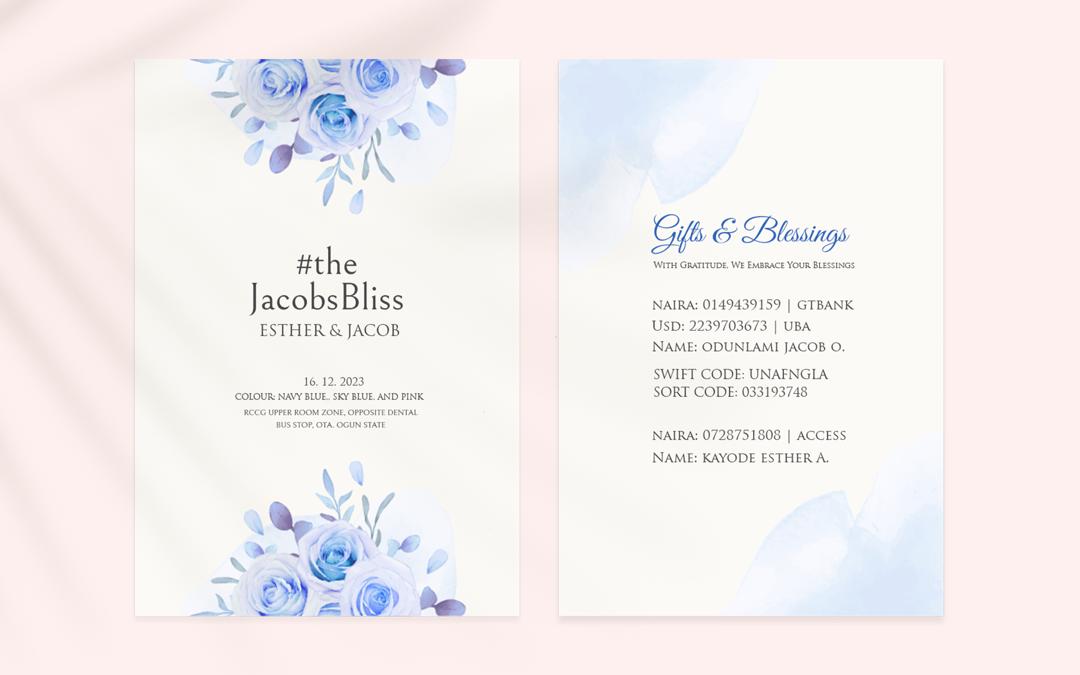 #the
JacobsBliss
ESTHER & JACOB
16. 12. 2023
COLOUR: NAVY BLUE,. SKY BLUE, AND PINK
RCCG UPPER ROOM ZONE, OPPOSITE DENTAL
BUS STOP, OTA. OGUN STATE
Gifts & Blessings
With Gratitude, We Embrace Your Blessings
NAIRA: 0149439159 | GTBANK
Usd: 2239703673 | UBA
Name: ODUNLAMI JACOB O.
SWIFT CODE: UNAFNGLA
SORT CODE: 033193748
NAIRA: 0728751808 | ACCESS
Name: KAYODE ESTHER A.